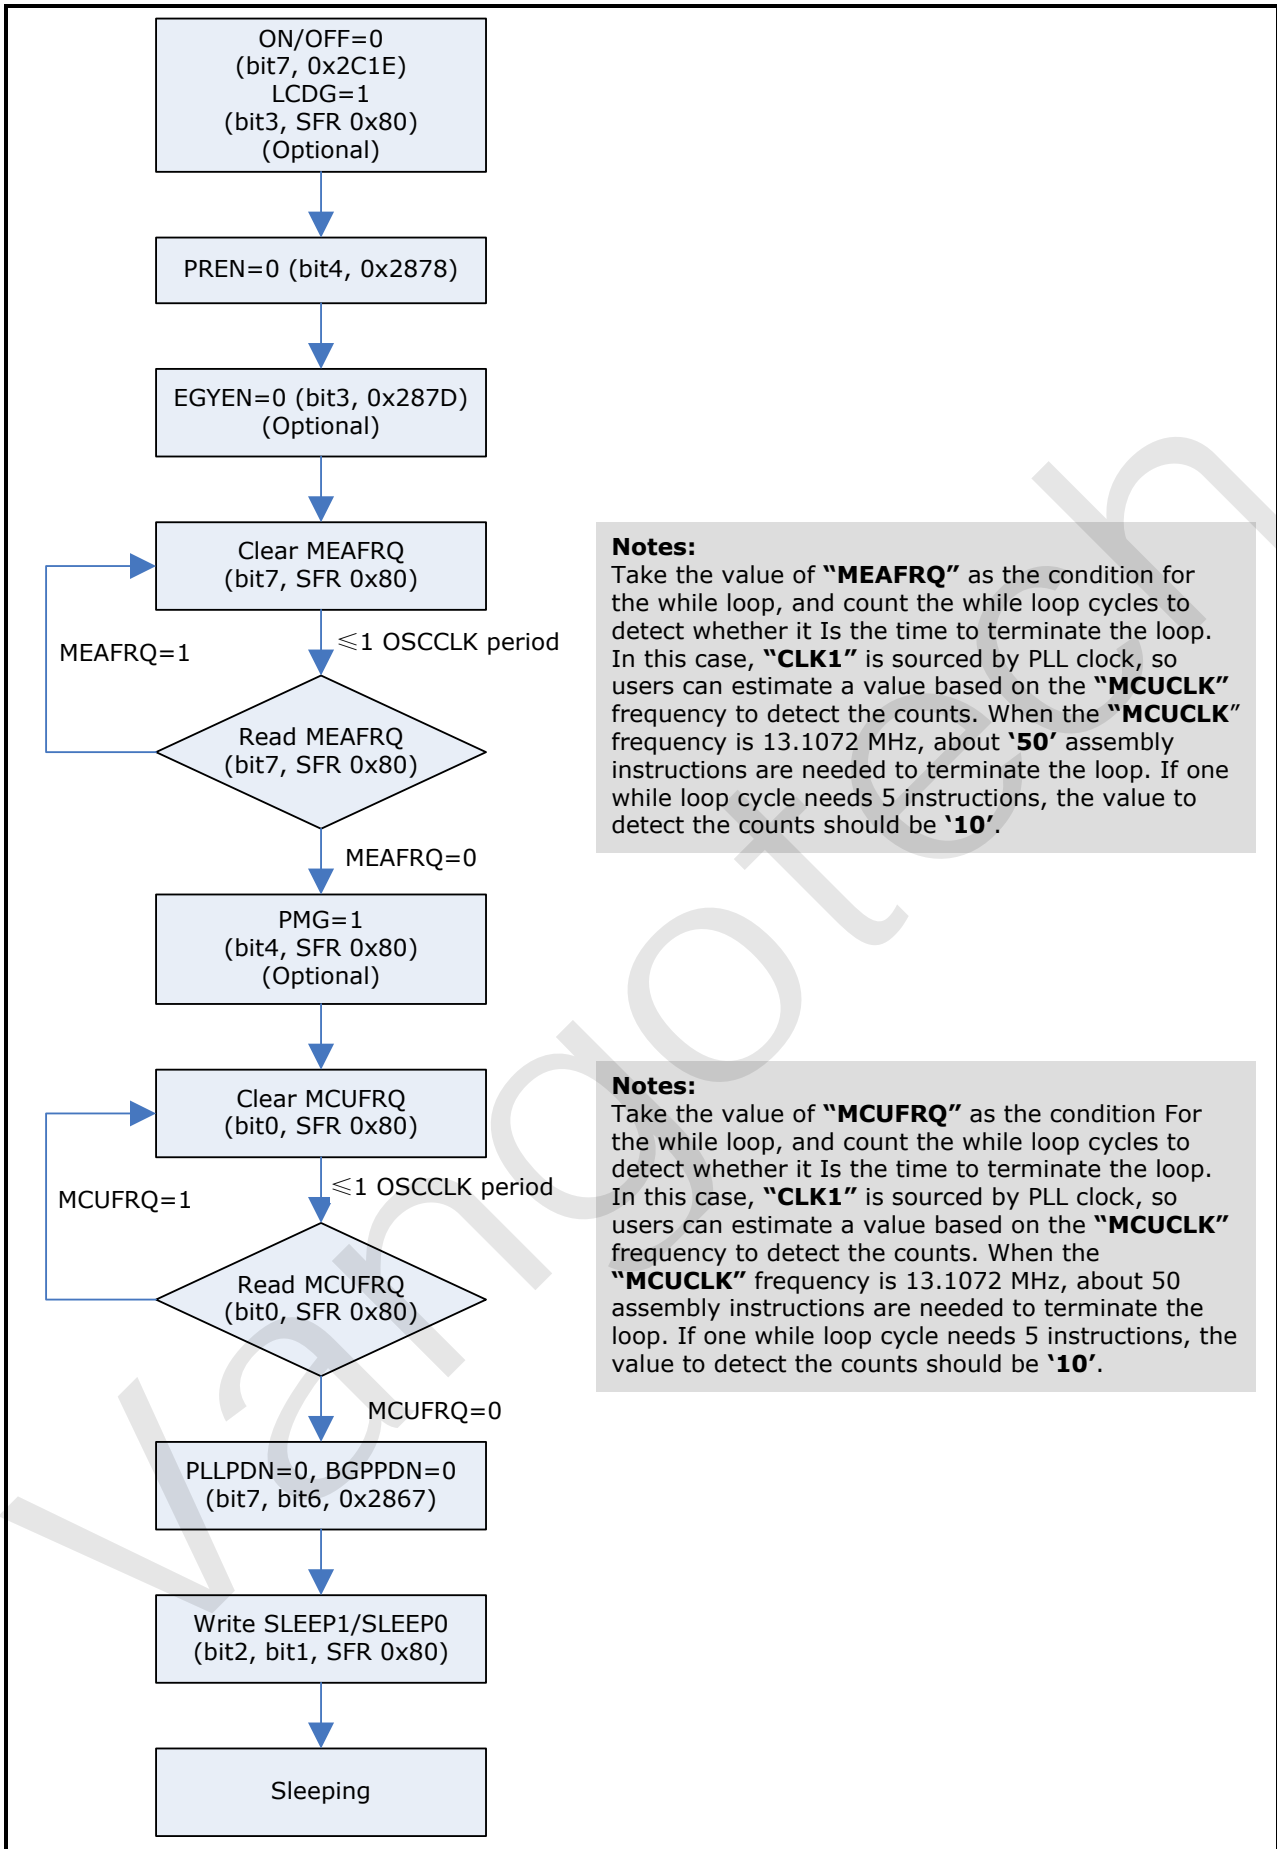 ON/OFF=0
(bit7, 0x2C1E)
LCDG=1
(bit3, SFR 0x80)
(Optional)
PREN=0 (bit4, 0x2878)
EGYEN=0 (bit3, 0x287D)
(Optional)
Clear MEAFRQ
(bit7, SFR 0x80)
MEAFRQ=1
≤1 OSCCLK period
Read MEAFRQ
(bit7, SFR 0x80)
MEAFRQ=0
Notes:
Take the value of “MEAFRQ” as the condition for
the while loop, and count the while loop cycles to
detect whether it Is the time to terminate the loop.
In this case, “CLK1” is sourced by PLL clock, so
users can estimate a value based on the “MCUCLK”
frequency to detect the counts. When the “MCUCLK”
frequency is 13.1072 MHz, about ‘50’ assembly
instructions are needed to terminate the loop. If one
while loop cycle needs 5 instructions, the value to
detect the counts should be ‘10’.
PMG=1
(bit4, SFR 0x80)
(Optional)
Clear MCUFRQ
(bit0, SFR 0x80)
MCUFRQ=1
≤1 OSCCLK period
Read MCUFRQ
(bit0, SFR 0x80)
MCUFRQ=0
Notes:
Take the value of “MCUFRQ” as the condition For
the while loop, and count the while loop cycles to
detect whether it Is the time to terminate the loop.
In this case, “CLK1” is sourced by PLL clock, so
users can estimate a value based on the “MCUCLK”
frequency to detect the counts. When the
“MCUCLK” frequency is 13.1072 MHz, about 50
assembly instructions are needed to terminate the
loop. If one while loop cycle needs 5 instructions, the
value to detect the counts should be ‘10’.
PLLPDN=0, BGPPDN=0
(bit7, bit6, 0x2867)
Write SLEEP1/SLEEP0
(bit2, bit1, SFR 0x80)
Sleeping
Vangotech